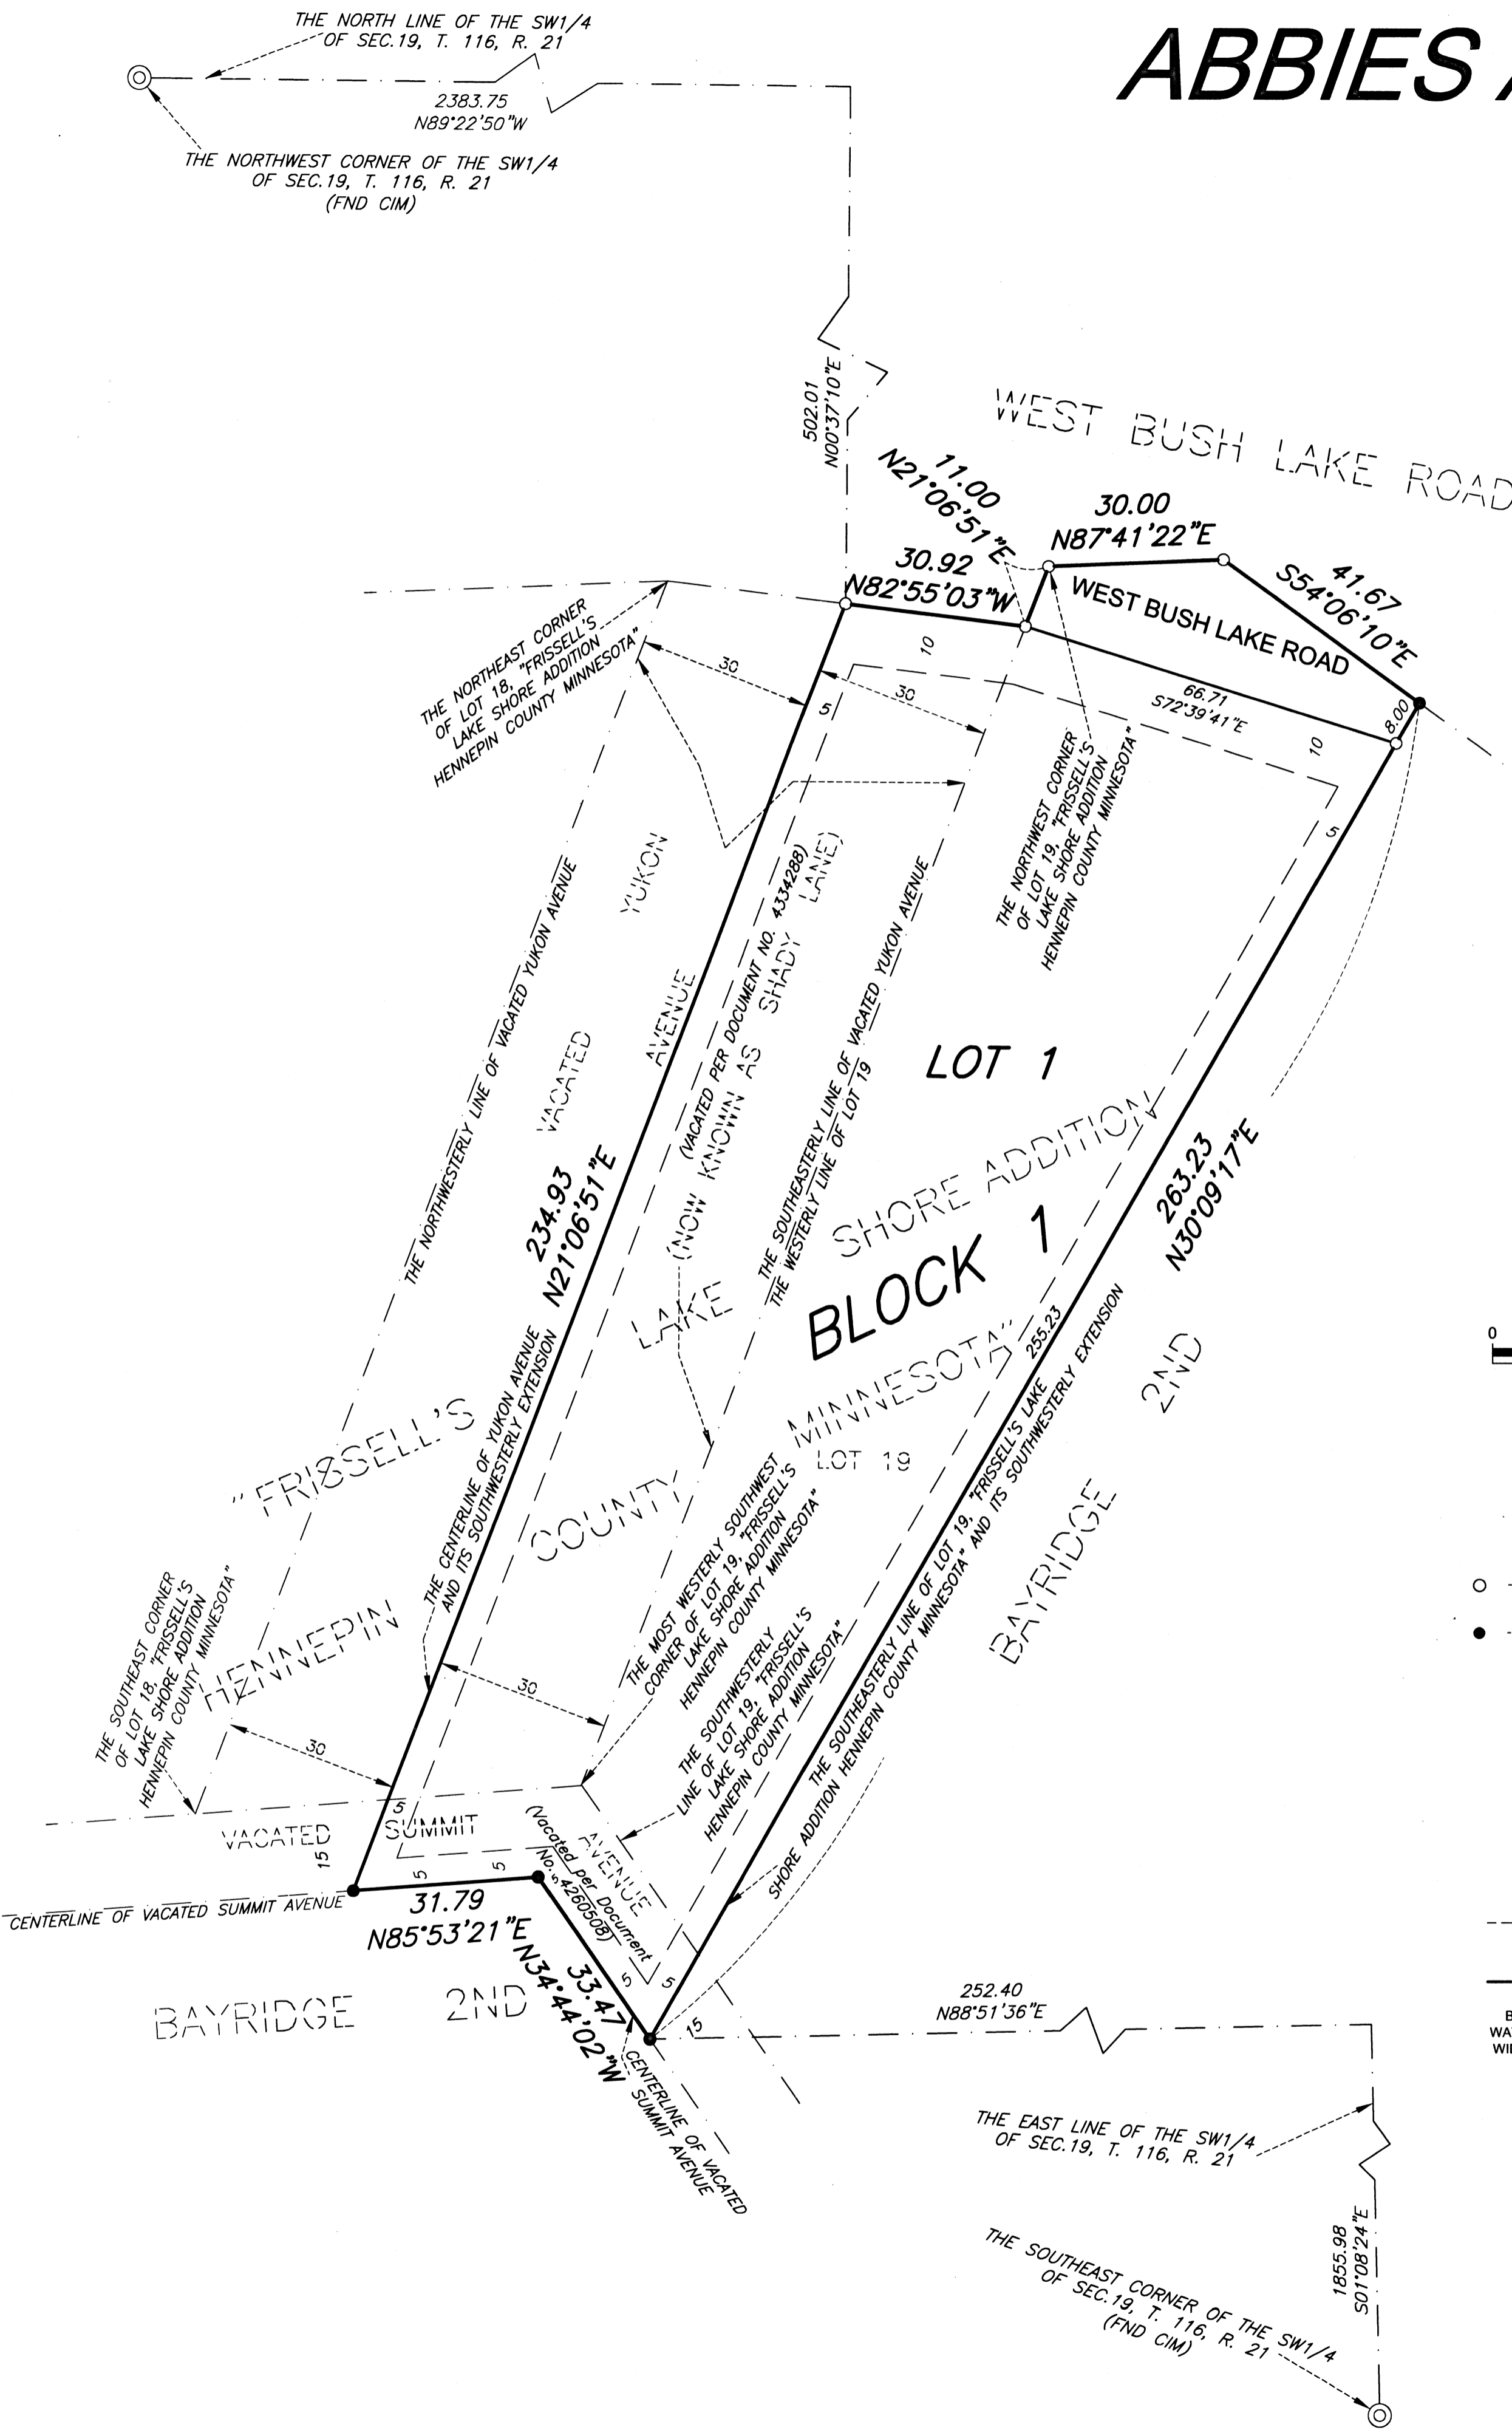 ABBIES
THE NORTH LINE OF THE SW1/4
OF SEC.19, T. 116, R. 21
2383.75
N89°22'50"W
THE NORTHWEST CORNER OF THE SW1/4
OF SEC.19, T. 116, R. 21
(FND CIM)
502.01
N00°37'10"E
WEST BUSH LAKE ROAD
11.00
N21°06'51"E
30.00
N87°41'22"E
30.92
N82°55'03"W
41.67
S54°06'10"E
WEST BUSH LAKE ROAD
66.71
S72°39'41"E
8.00
10
10
5
5
30
30
THE NORTHEAST CORNER
OF LOT 18, "FRISSELL'S
LAKE SHORE ADDITION
HENNEPIN COUNTY MINNESOTA"
THE NORTHWEST CORNER
OF LOT 19, "FRISSELL'S
LAKE SHORE ADDITION
HENNEPIN COUNTY MINNESOTA"
THE NORTHWESTERLY LINE OF VACATED YUKON AVENUE
VACATED
YUKON
AVENUE
(VACATED PER DOCUMENT NO. 4334288)
(NOW KNOWN AS SHADY LANE)
THE SOUTHEASTERLY LINE OF VACATED YUKON AVENUE
THE WESTERLY LINE OF LOT 19
LOT 1
BLOCK 1
234.93
N21°06'51"E
263.23
N30°09'17"E
255.23
"FRISSELL'S
LAKE
SHORE ADDITION
HENNEPIN
COUNTY
MINNESOTA"
LOT 19
THE CENTERLINE OF YUKON AVENUE
AND ITS SOUTHWESTERLY EXTENSION
BAYRIDGE
2ND
THE SOUTHEASTERLY LINE OF LOT 19, "FRISSELL'S LAKE
SHORE ADDITION HENNEPIN COUNTY MINNESOTA" AND ITS SOUTHWESTERLY EXTENSION
THE MOST WESTERLY SOUTHWEST
CORNER OF LOT 19, "FRISSELL'S
LAKE SHORE ADDITION
HENNEPIN COUNTY MINNESOTA"
THE SOUTHWESTERLY
LINE OF LOT 19, "FRISSELL'S
LAKE SHORE ADDITION
HENNEPIN COUNTY MINNESOTA"
THE SOUTHEAST CORNER
OF LOT 18, "FRISSELL'S
LAKE SHORE ADDITION
HENNEPIN COUNTY MINNESOTA"
30
30
VACATED
SUMMIT
AVENUE
(Vacated per Document
No. 4260508)
15
5
5
5
5
5
5
15
CENTERLINE OF VACATED SUMMIT AVENUE
31.79
N85°53'21"E
33.47
N34°44'02"W
BAYRIDGE 2ND
CENTERLINE OF VACATED
SUMMIT AVENUE
252.40
N88°51'36"E
THE EAST LINE OF THE SW1/4
OF SEC.19, T. 116, R. 21
1855.98
S01°08'24"E
THE SOUTHEAST CORNER OF THE SW1/4
OF SEC.19, T. 116, R. 21
(FND CIM)
0